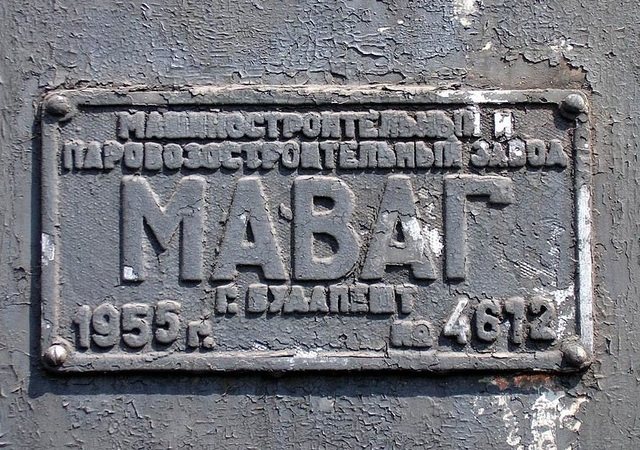 МАШИНОСТРОИТЕЛЬНЫЙ И
ПАРОВОЗОСТРОИТЕЛЬНЫЙ ЗАВОД
МАВАГ
Г. БУДАПЕШТ
1955 г. № 4612